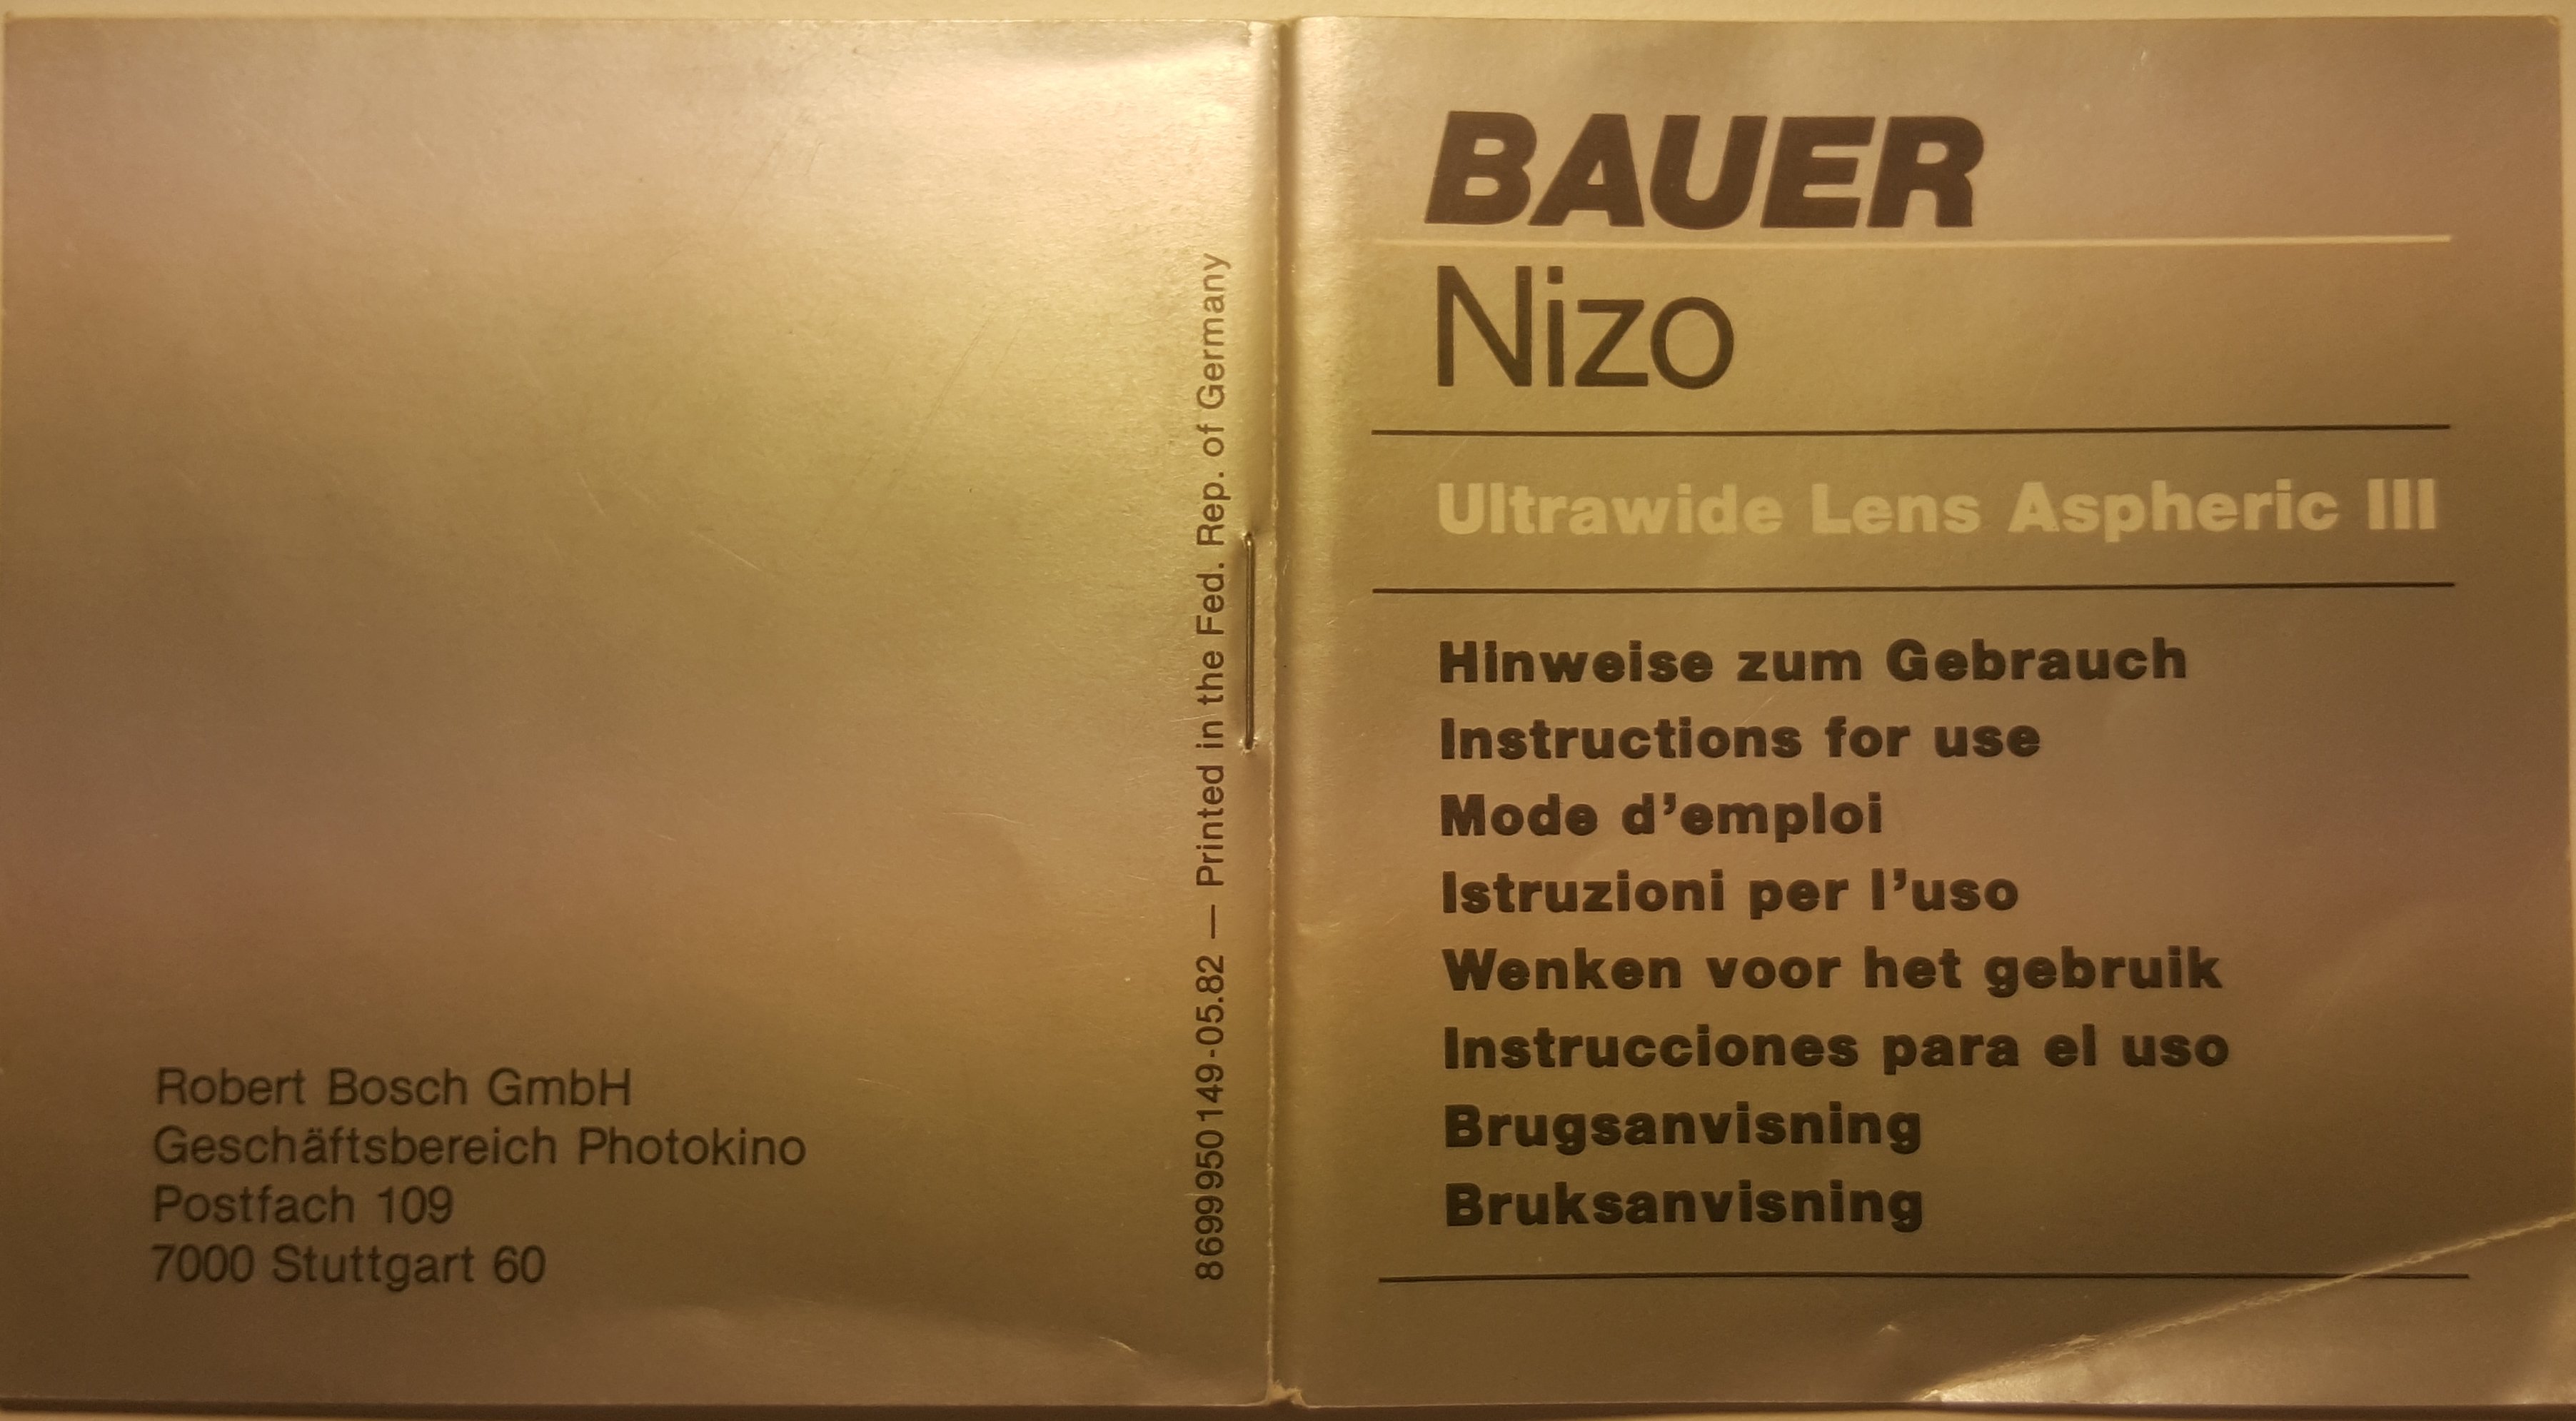 Robert Bosch GmbH
Geschäftsbereich Photokino
Postfach 109
7000 Stuttgart 60
8699950149-05.82 — Printed in the Fed. Rep. of Germany
BAUER
Nizo
Ultrawide Lens Aspheric III
Hinweise zum Gebrauch
Instructions for use
Mode d'emploi
Istruzioni per l'uso
Wenken voor het gebruik
Instrucciones para el uso
Brugsanvisning
Bruksanvisning